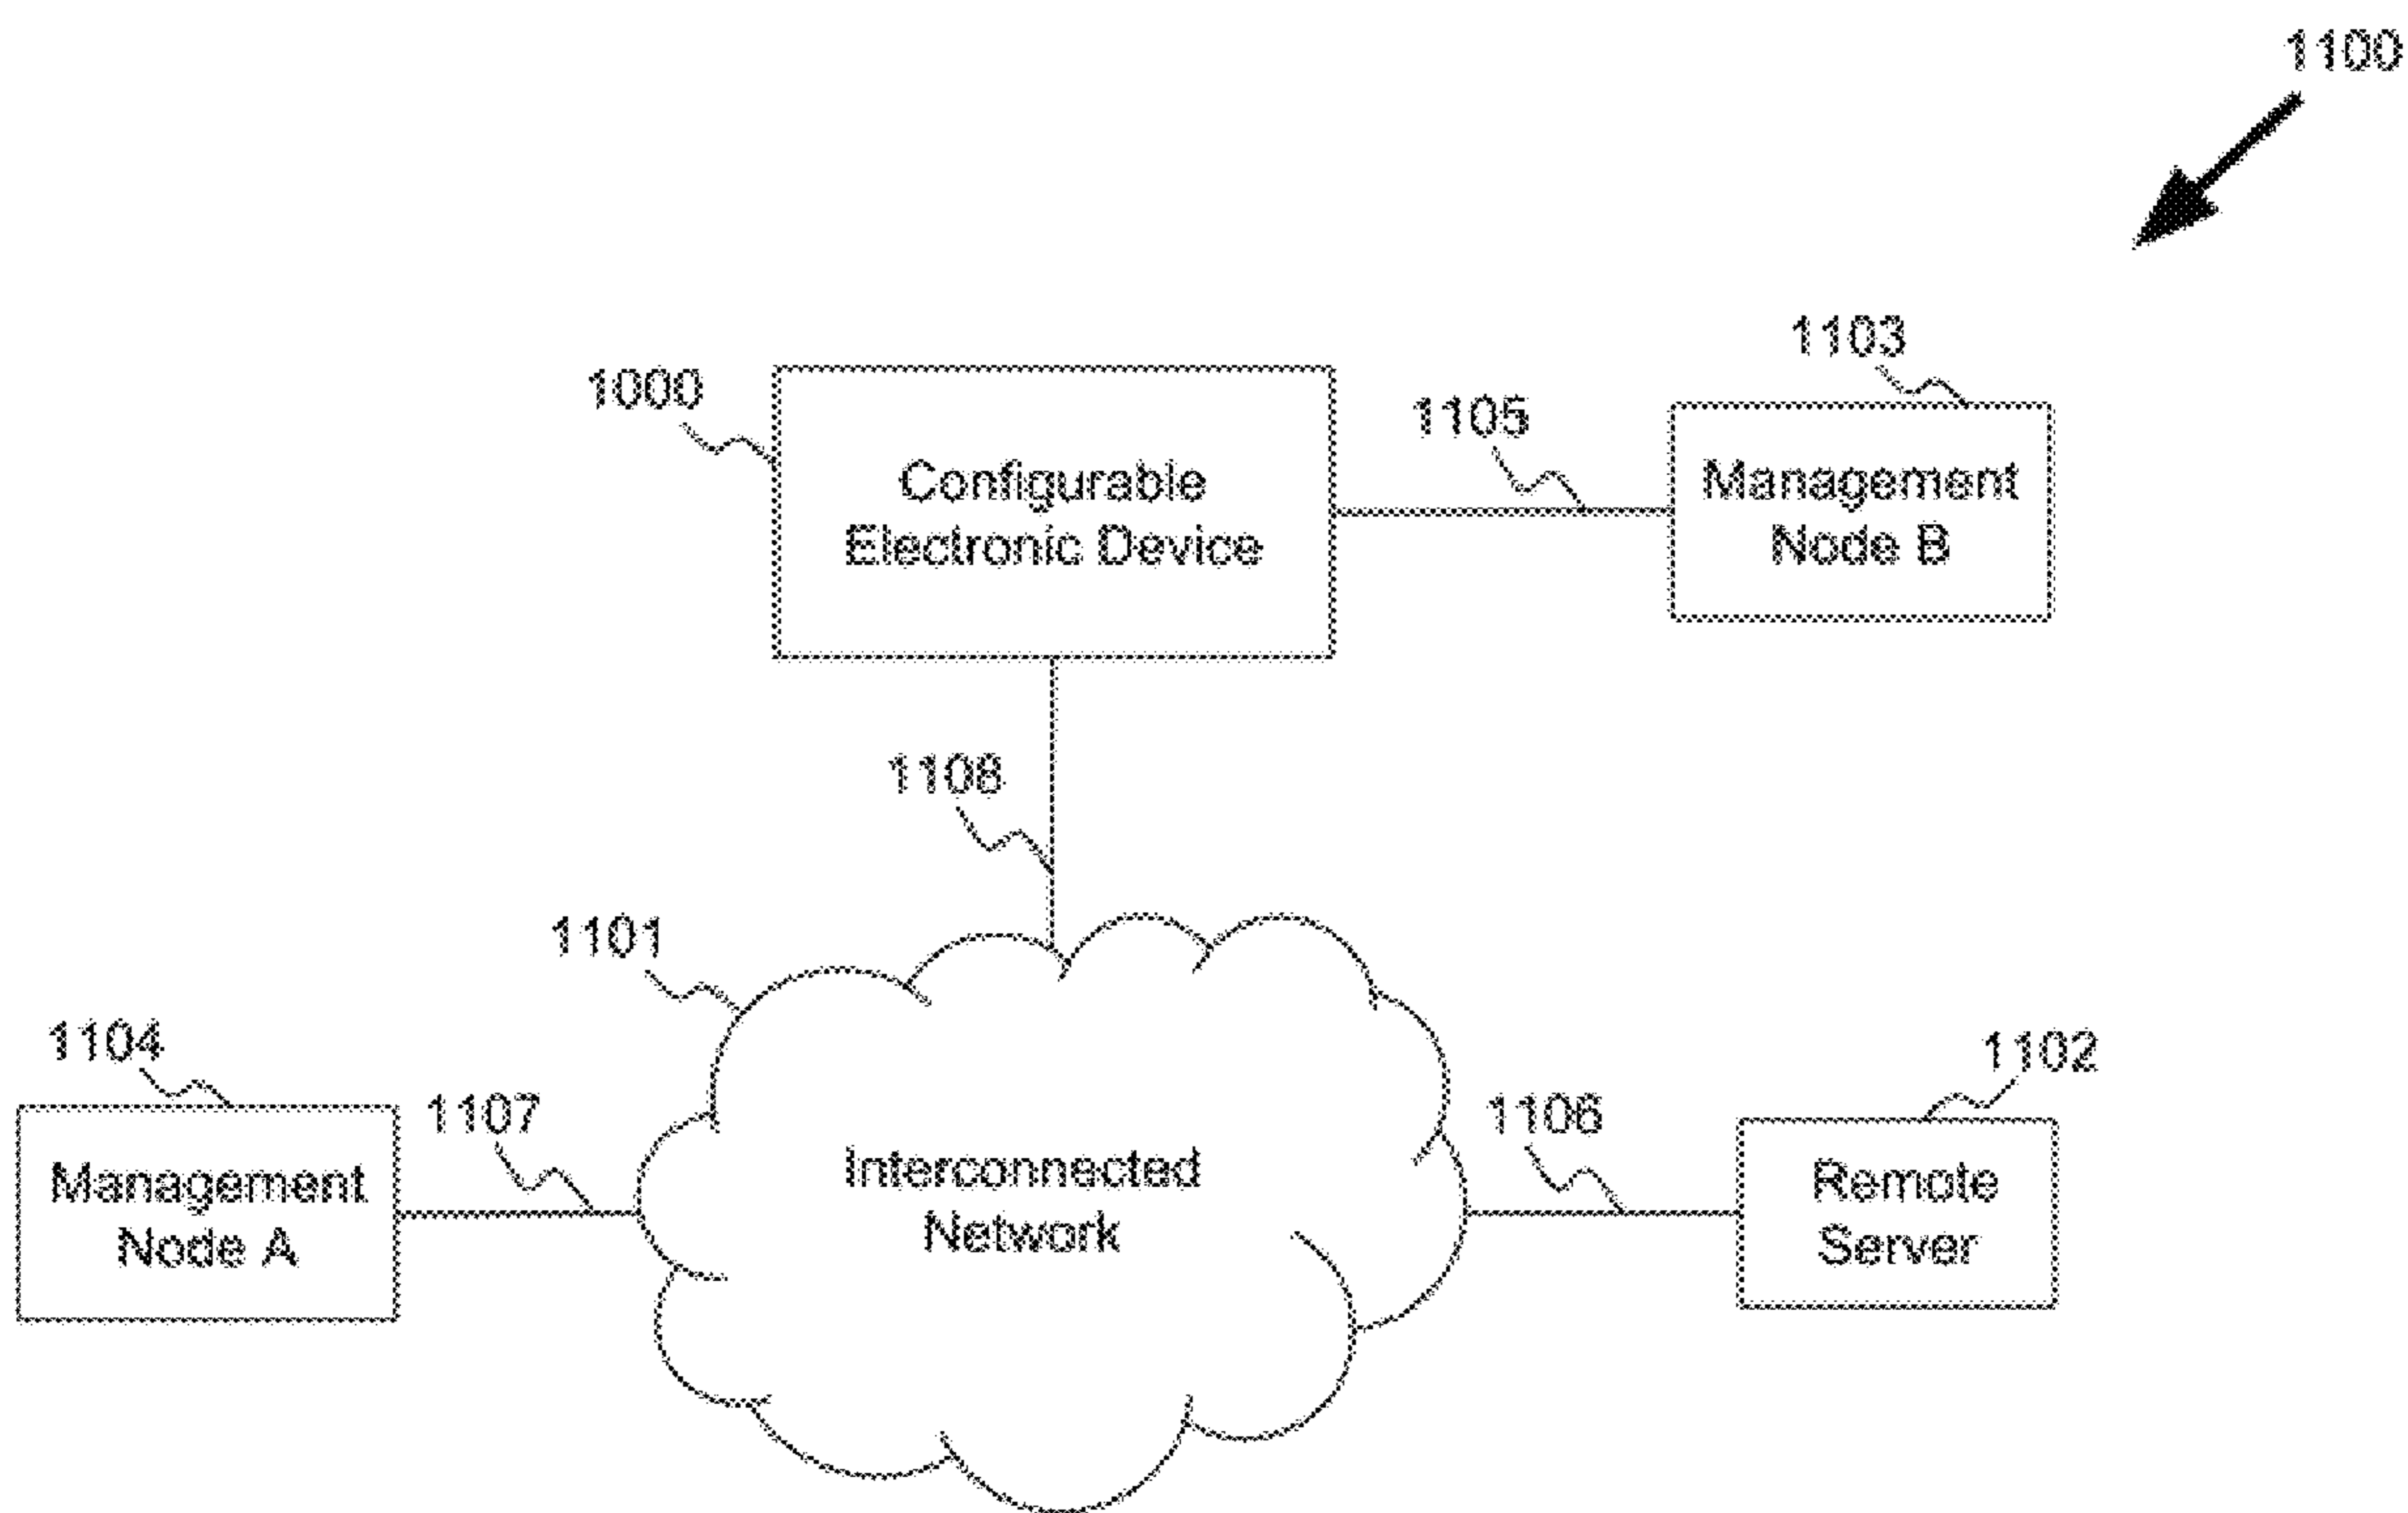 1100
1103
1000
1105
Configurable
Electronic Device
Management
Node B
1108
1101
1104
1102
1107
1106
Management
Node A
Interconnected
Network
Remote
Server